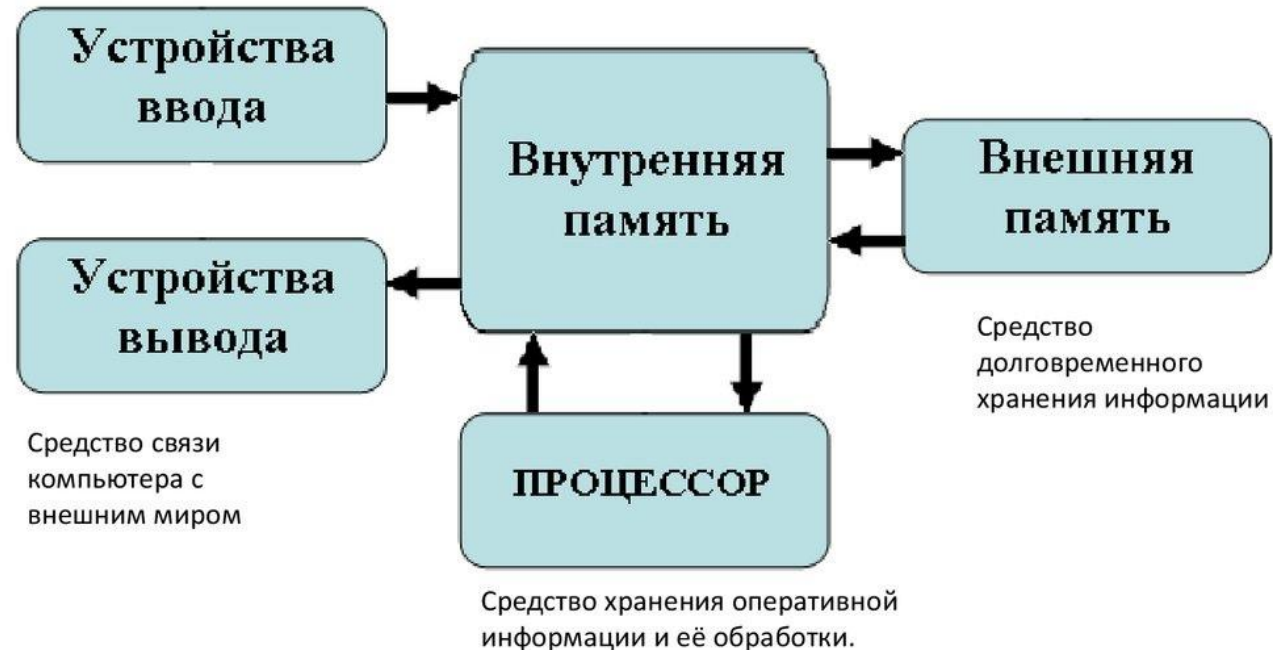 Устройства
ввода
Внутренняя
память
Внешняя
память
Устройства
вывода
Средство
долговременного
хранения информации
Средство связи
компьютера с
внешним миром
ПРОЦЕССОР
Средство хранения оперативной
информации и её обработки.